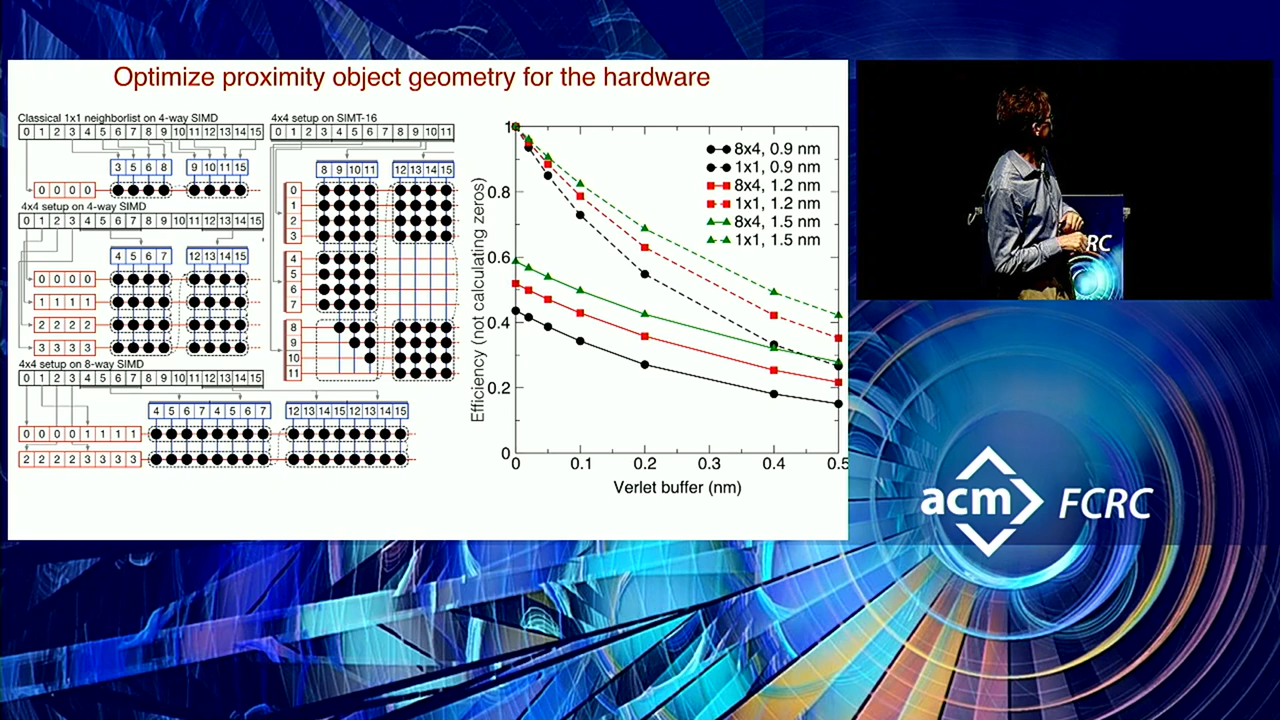 Optimize proximity object geometry for the hardware
Classical 1x1 neighborlist on 4-way SIMD
0 1 2 3 4 5 6 7 8 9 10 11 12 13 14 15
3 5 6 8
9 10 11 15
0 0 0 0
4x4 setup on 4-way SIMD
0 1 2 3 4 5 6 7 8 9 10 11 12 13 14 15
4 5 6 7
12 13 14 15
0 0 0 0
1 1 1 1
2 2 2 2
3 3 3 3
4x4 setup on 8-way SIMD
0 1 2 3 4 5 6 7 8 9 10 11 12 13 14 15
4 5 6 7 4 5 6 7
12 13 14 15 12 13 14 15
0 0 0 0 1 1 1 1
2 2 2 2 3 3 3 3
4x4 setup on SIMT-16
0 1 2 3 4 5 6 7 8 9 10 11
8 9 10 11
12 13 14 15
0
1
2
3
4
5
6
7
8
9
10
11
Efficiency (not calculating zeros)
1
0.8
0.6
0.4
0.2
0
0 0.1 0.2 0.3 0.4 0.5
Verlet buffer (nm)
8x4, 0.9 nm
1x1, 0.9 nm
8x4, 1.2 nm
1x1, 1.2 nm
8x4, 1.5 nm
1x1, 1.5 nm
RC
acm FCRC